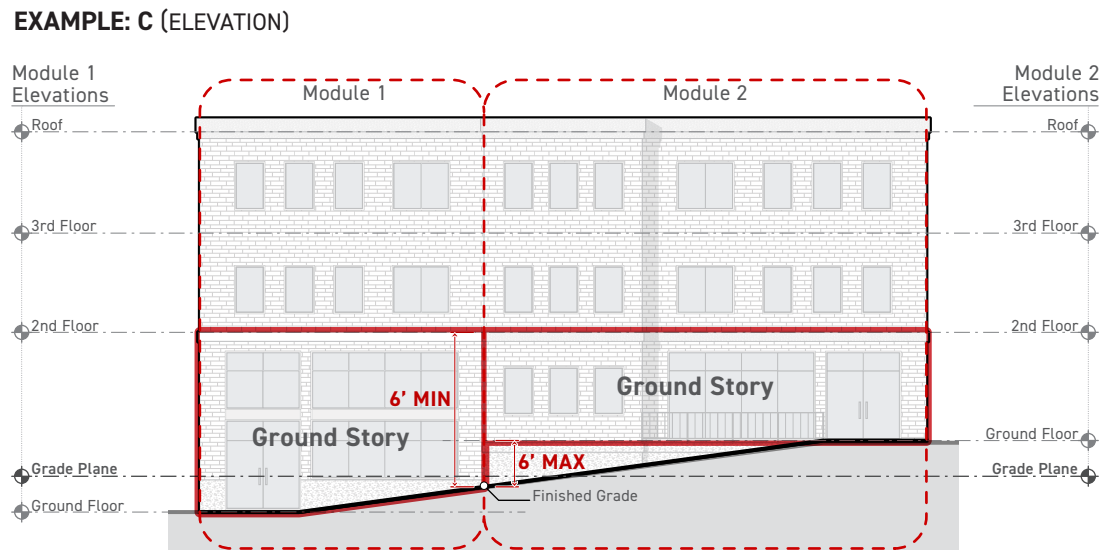 EXAMPLE: C (ELEVATION)
Module 1
Elevations
Module 1
Module 2
Module 2
Elevations
Roof
Roof
3rd Floor
3rd Floor
2nd Floor
2nd Floor
6’ MIN
Ground Story
Ground Story
6’ MAX
Ground Floor
Grade Plane
Grade Plane
Finished Grade
Ground Floor